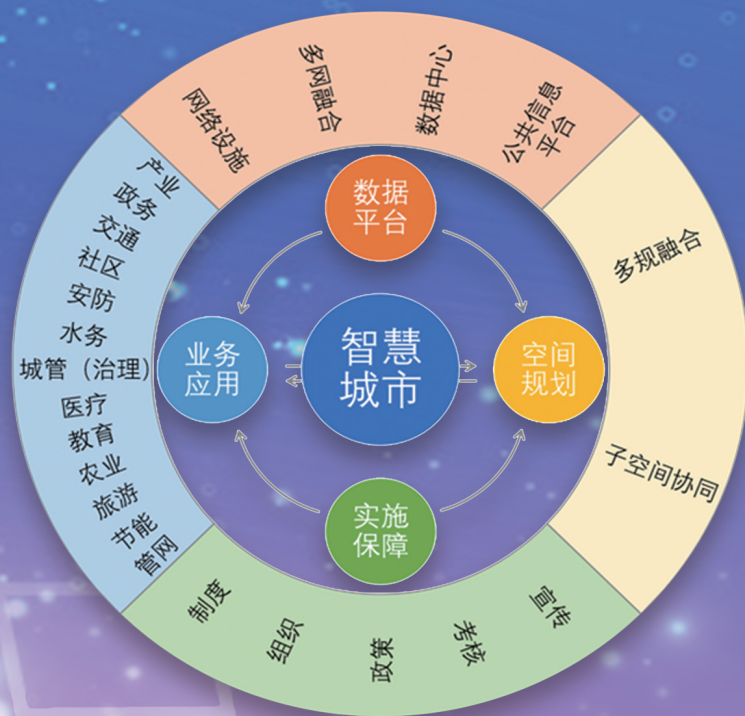 网络设施
多网融合
数据中心
公共信息
平台
多规融合
子空间协同
产业
政务
交通
社区
安防
水务
城管（治理）
医疗
教育
农业
旅游
节能
管网
制度
组织
政策
考核
宣传
数据
平台
业务
应用
智慧
城市
空间
规划
实施
保障